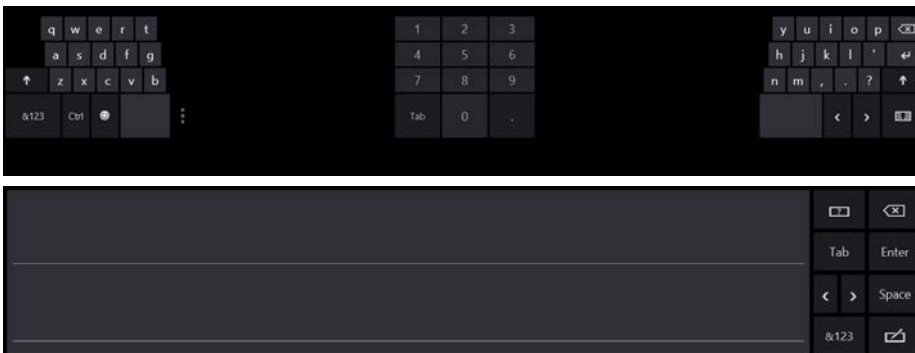 q w e r t 1 2 3 y u i o p
a s d f g 4 5 6 h j k l '
z x c v b 7 8 9 n m , . ?
&123 Ctrl Tab 0 . < >
?
Tab Enter
< > Space
&123